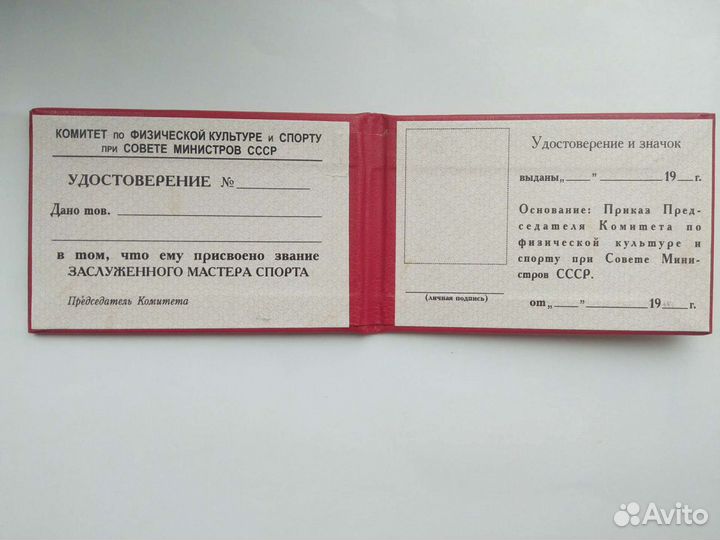 КОМИТЕТ по ФИЗИЧЕСКОЙ КУЛЬТУРЕ и СПОРТУ
ПРИ СОВЕТЕ МИНИСТРОВ СССР
УДОСТОВЕРЕНИЕ №
Дано тов.
в том, что ему присвоено звание
ЗАСЛУЖЕННОГО МАСТЕРА СПОРТА
Председатель Комитета
(личная подпись)
Удостоверение и значок
выданы „ “ 19 г.
Основание: Приказ Пред-
седателя Комитета по
физической культуре и
спорту при Совете Мини-
стров СССР.
от „ “ 19 г.
Avito